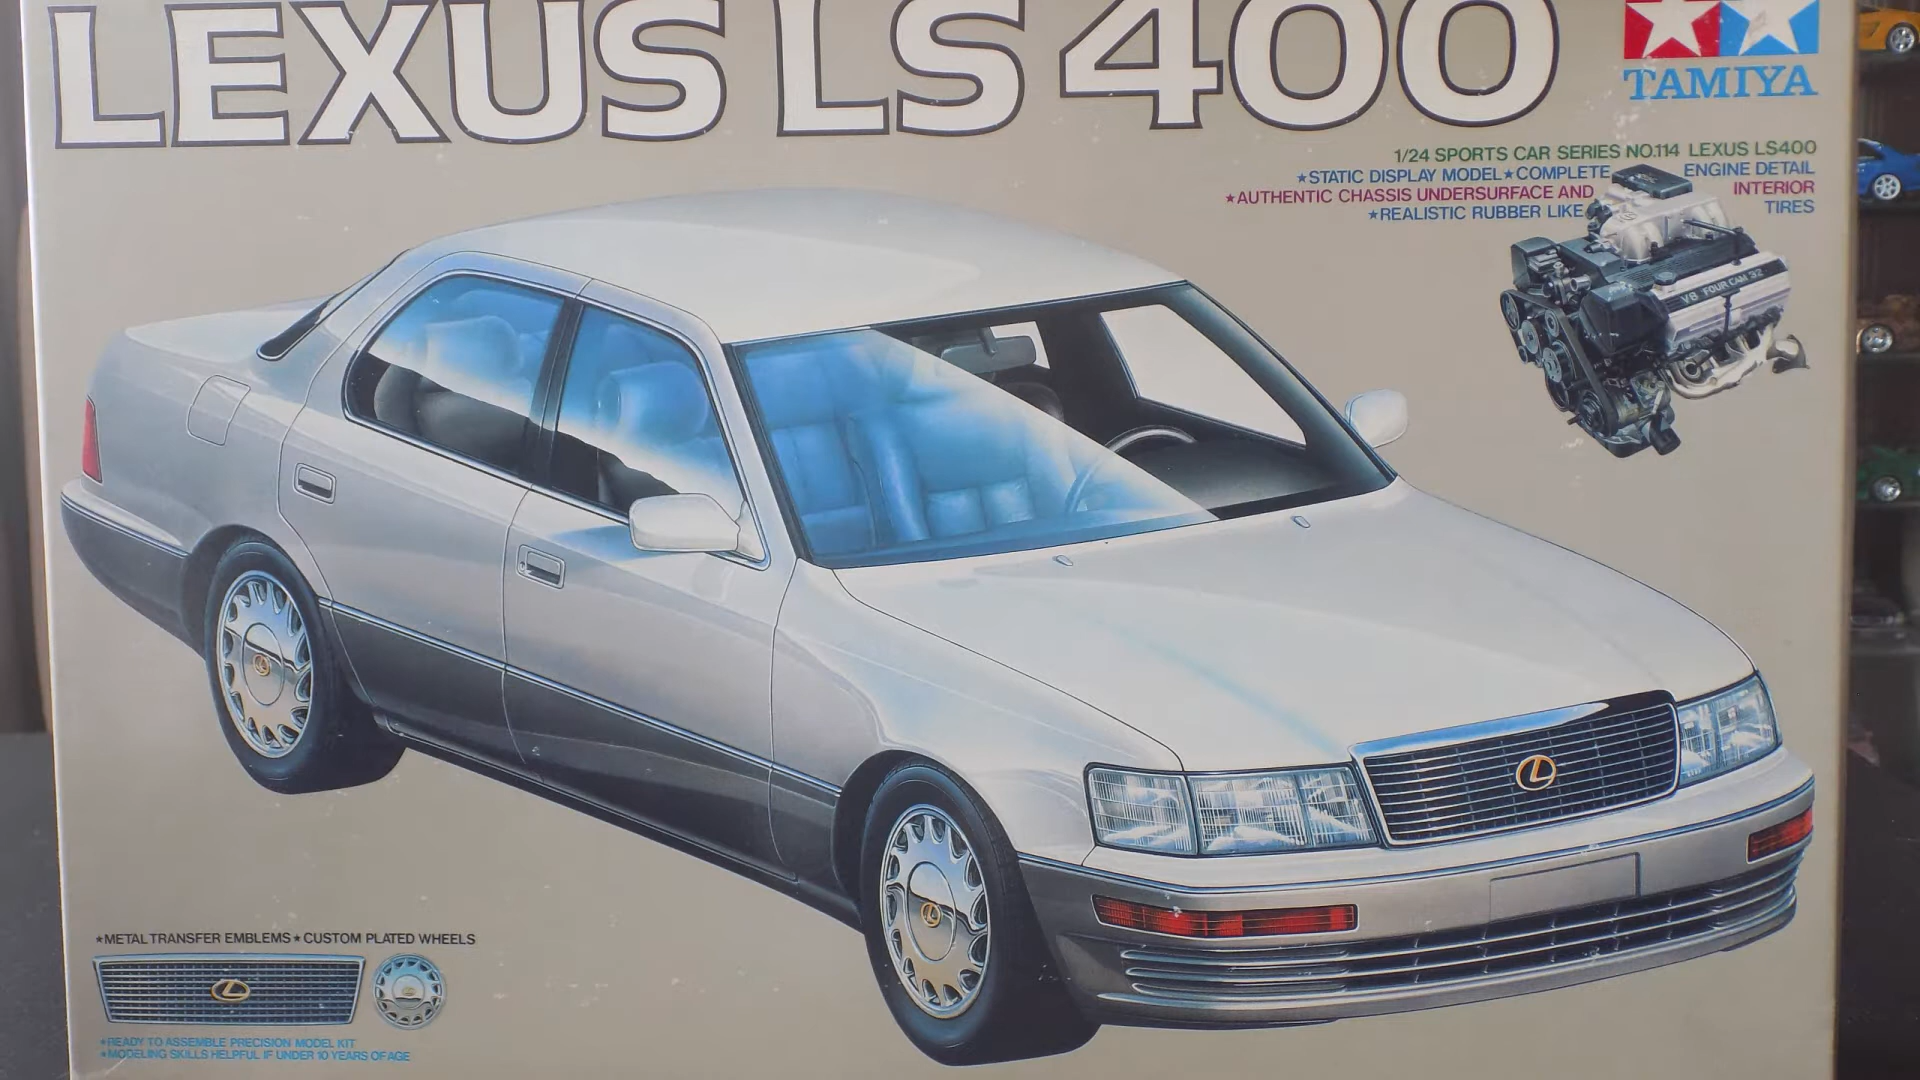 LEXUS LS 400
TAMIYA
1/24 SPORTS CAR SERIES NO.114 LEXUS LS400
★STATIC DISPLAY MODEL★COMPLETE ENGINE DETAIL
★AUTHENTIC CHASSIS UNDERSURFACE AND INTERIOR
★REALISTIC RUBBER LIKE TIRES
V8 FOUR CAM 32
★METAL TRANSFER EMBLEMS★CUSTOM PLATED WHEELS
★READY TO ASSEMBLE PRECISION MODEL KIT
★MODELING SKILLS HELPFUL IF UNDER 10 YEARS OF AGE